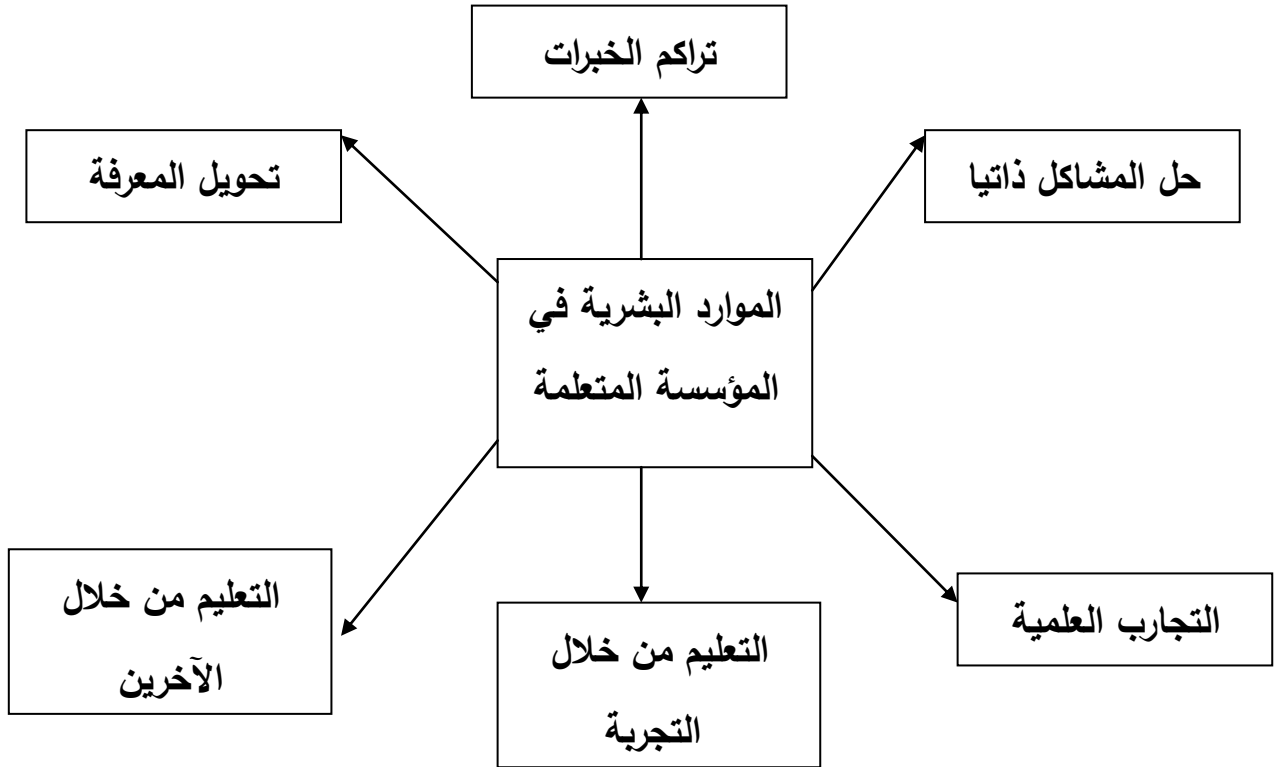 تراكم الخبرات
حل المشاكل ذاتيا
تحويل المعرفة
الموارد البشرية في
المؤسسة المتعلمة
التجارب العلمية
التعليم من خلال
التجربة
التعليم من خلال
الآخرين